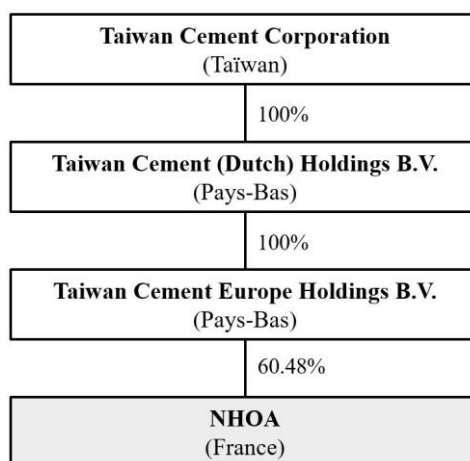 Taiwan Cement Corporation
(Taïwan)
100%
Taiwan Cement (Dutch) Holdings B.V.
(Pays-Bas)
100%
Taiwan Cement Europe Holdings B.V.
(Pays-Bas)
60.48%
NHOA
(France)